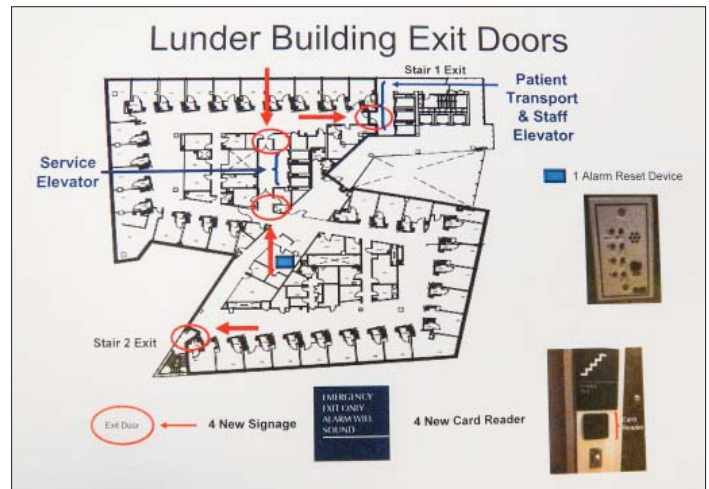 Lunder Building Exit Doors
Stair 1 Exit
Patient
Transport
& Staff
Elevator
Service
Elevator
1 Alarm Reset Device
Stair 2 Exit
Exit Door
4 New Signage
EMERGENCY
EXIT ONLY
ALARM WILL
SOUND
4 New Card Reader
Card
Reader